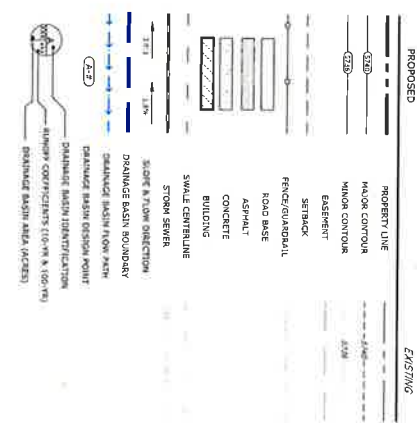 PROPOSED
EXISTING
PROPERTY LINE
5740
MAJOR CONTOUR
5740
5738
MINOR CONTOUR
5738
EASEMENT
SETBACK
FENCE/GUARDRAIL
ROAD BASE
ASPHALT
CONCRETE
BUILDING
SWALE CENTERLINE
STORM SEWER
SLOPE & FLOW DIRECTION
DRAINAGE BASIN BOUNDARY
DRAINAGE BASIN FLOW PATH
A-#
DRAINAGE BASIN DESIGN POINT
DRAINAGE BASIN IDENTIFICATION
RUNOFF COEFFICIENTS (10-YR & 100-YR)
DRAINAGE BASIN AREA (ACRES)